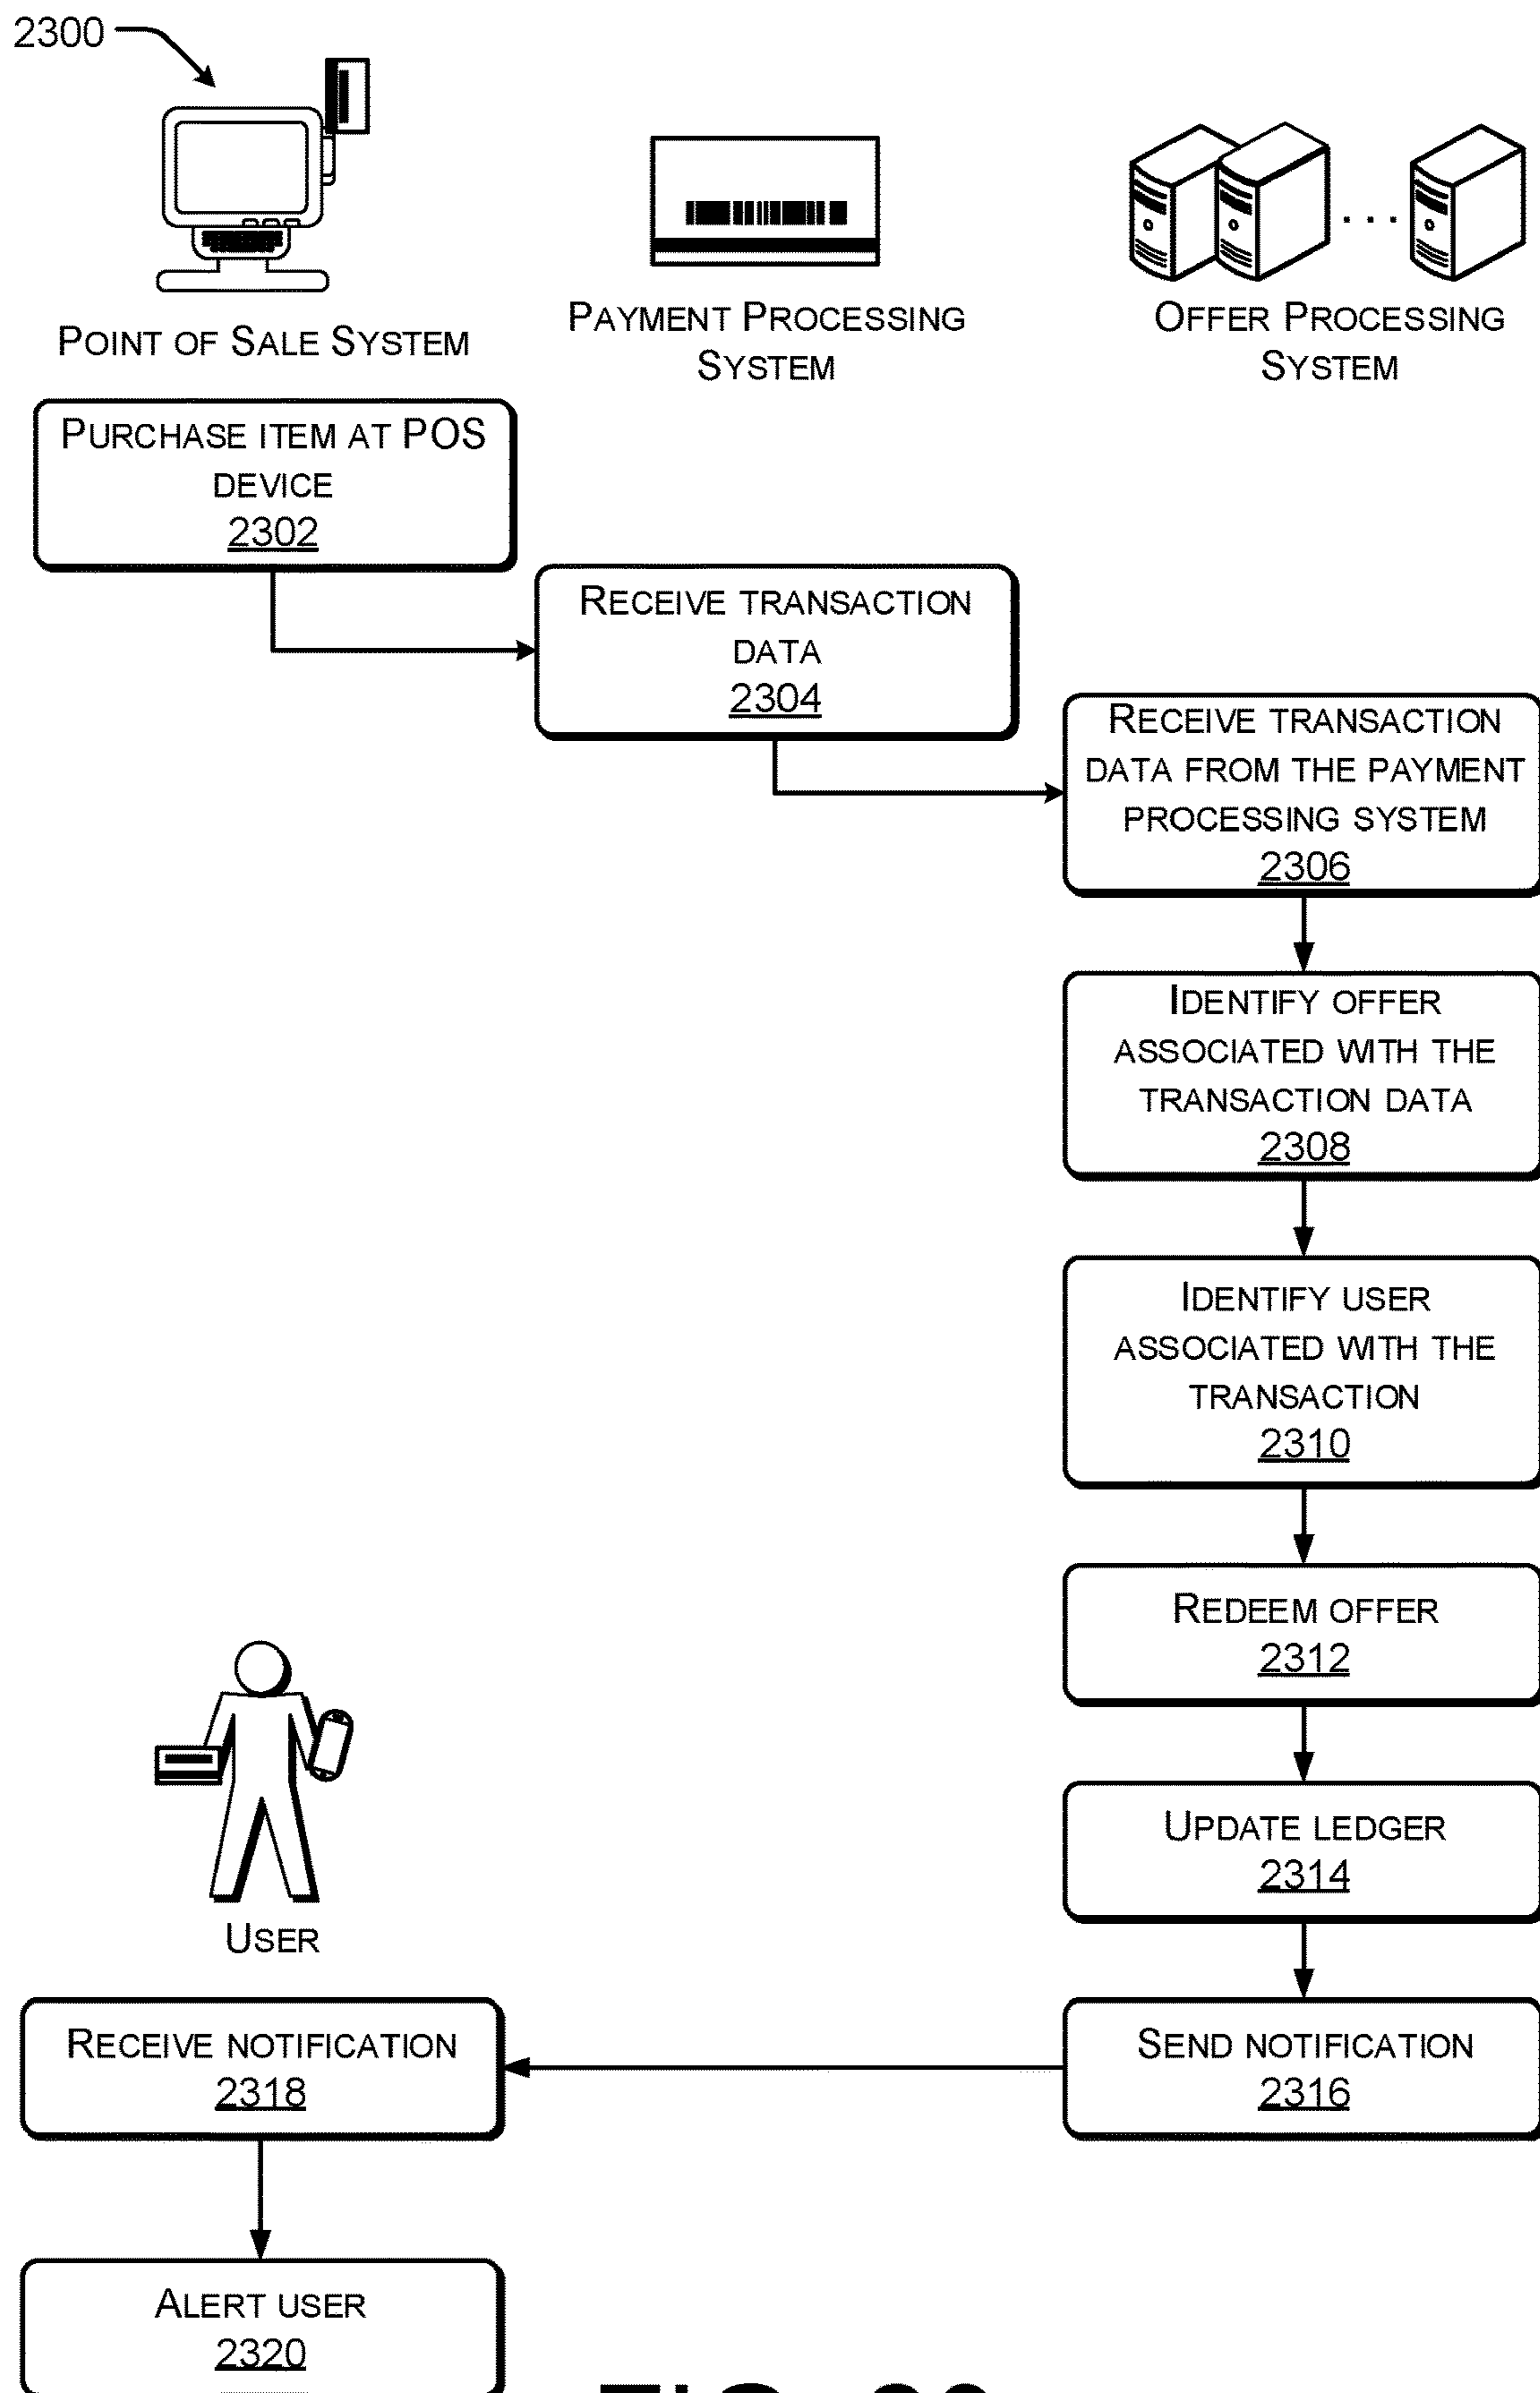 2300
POINT OF SALE SYSTEM
PAYMENT PROCESSING
SYSTEM
OFFER PROCESSING
SYSTEM
PURCHASE ITEM AT POS
DEVICE
2302
RECEIVE TRANSACTION
DATA
2304
RECEIVE TRANSACTION
DATA FROM THE PAYMENT
PROCESSING SYSTEM
2306
IDENTIFY OFFER
ASSOCIATED WITH THE
TRANSACTION DATA
2308
IDENTIFY USER
ASSOCIATED WITH THE
TRANSACTION
2310
REDEEM OFFER
2312
UPDATE LEDGER
2314
USER
SEND NOTIFICATION
2316
RECEIVE NOTIFICATION
2318
ALERT USER
2320